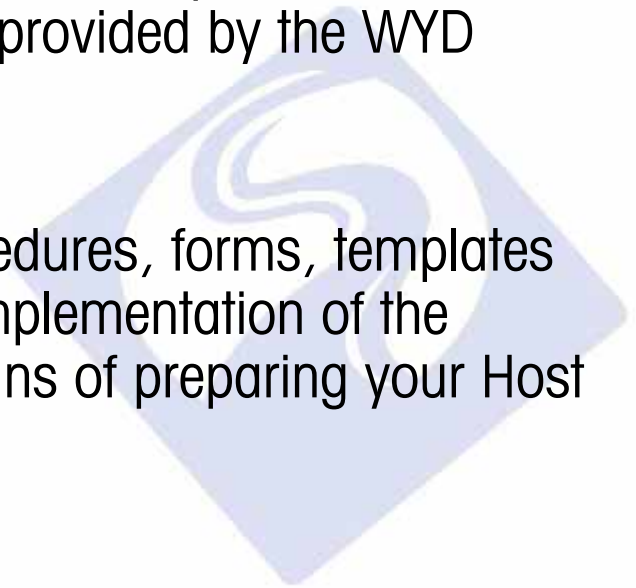 provided by the WYD
edures, forms, templates
nplementation of the
ns of preparing your Host